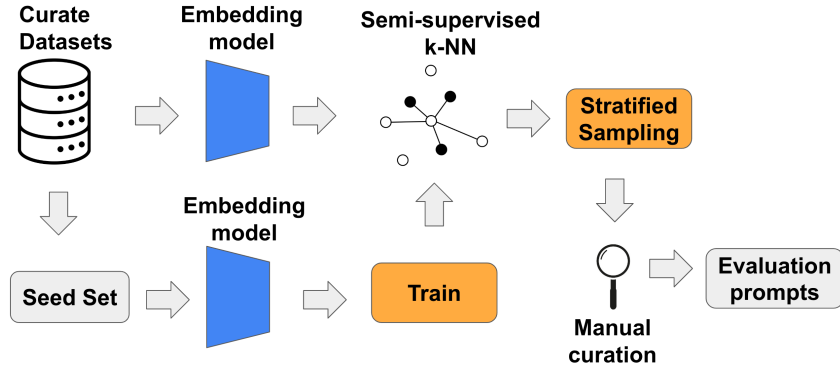 Curate
Datasets
Embedding
model
Semi-supervised
k-NN
Stratified
Sampling
Seed Set
Embedding
model
Train
Manual
curation
Evaluation
prompts